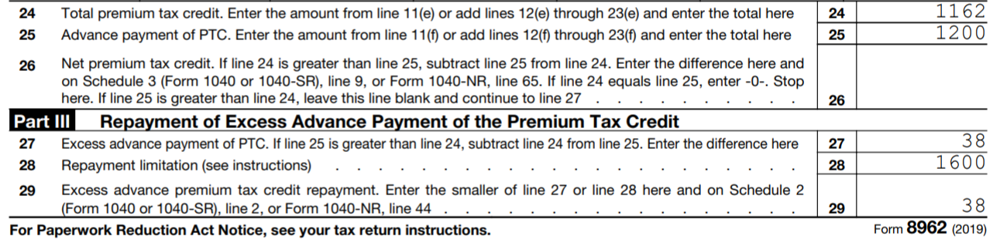 24 Total premium tax credit. Enter the amount from line 11(e) or add lines 12(e) through 23(e) and enter the total here 24 1162
25 Advance payment of PTC. Enter the amount from line 11(f) or add lines 12(f) through 23(f) and enter the total here 25 1200
26 Net premium tax credit. If line 24 is greater than line 25, subtract line 25 from line 24. Enter the difference here and
on Schedule 3 (Form 1040 or 1040-SR), line 9, or Form 1040-NR, line 65. If line 24 equals line 25, enter -0-. Stop
here. If line 25 is greater than line 24, leave this line blank and continue to line 27 . . . . . . . . . . 26
Part III Repayment of Excess Advance Payment of the Premium Tax Credit
27 Excess advance payment of PTC. If line 25 is greater than line 24, subtract line 24 from line 25. Enter the difference here 27 38
28 Repayment limitation (see instructions) . . . . . . . . . . . . . . . . . . . . . . 28 1600
29 Excess advance premium tax credit repayment. Enter the smaller of line 27 or line 28 here and on Schedule 2
(Form 1040 or 1040-SR), line 2, or Form 1040-NR, line 44 . . . . . . . . . . . . . . . . . 29 38
For Paperwork Reduction Act Notice, see your tax return instructions. Form 8962 (2019)